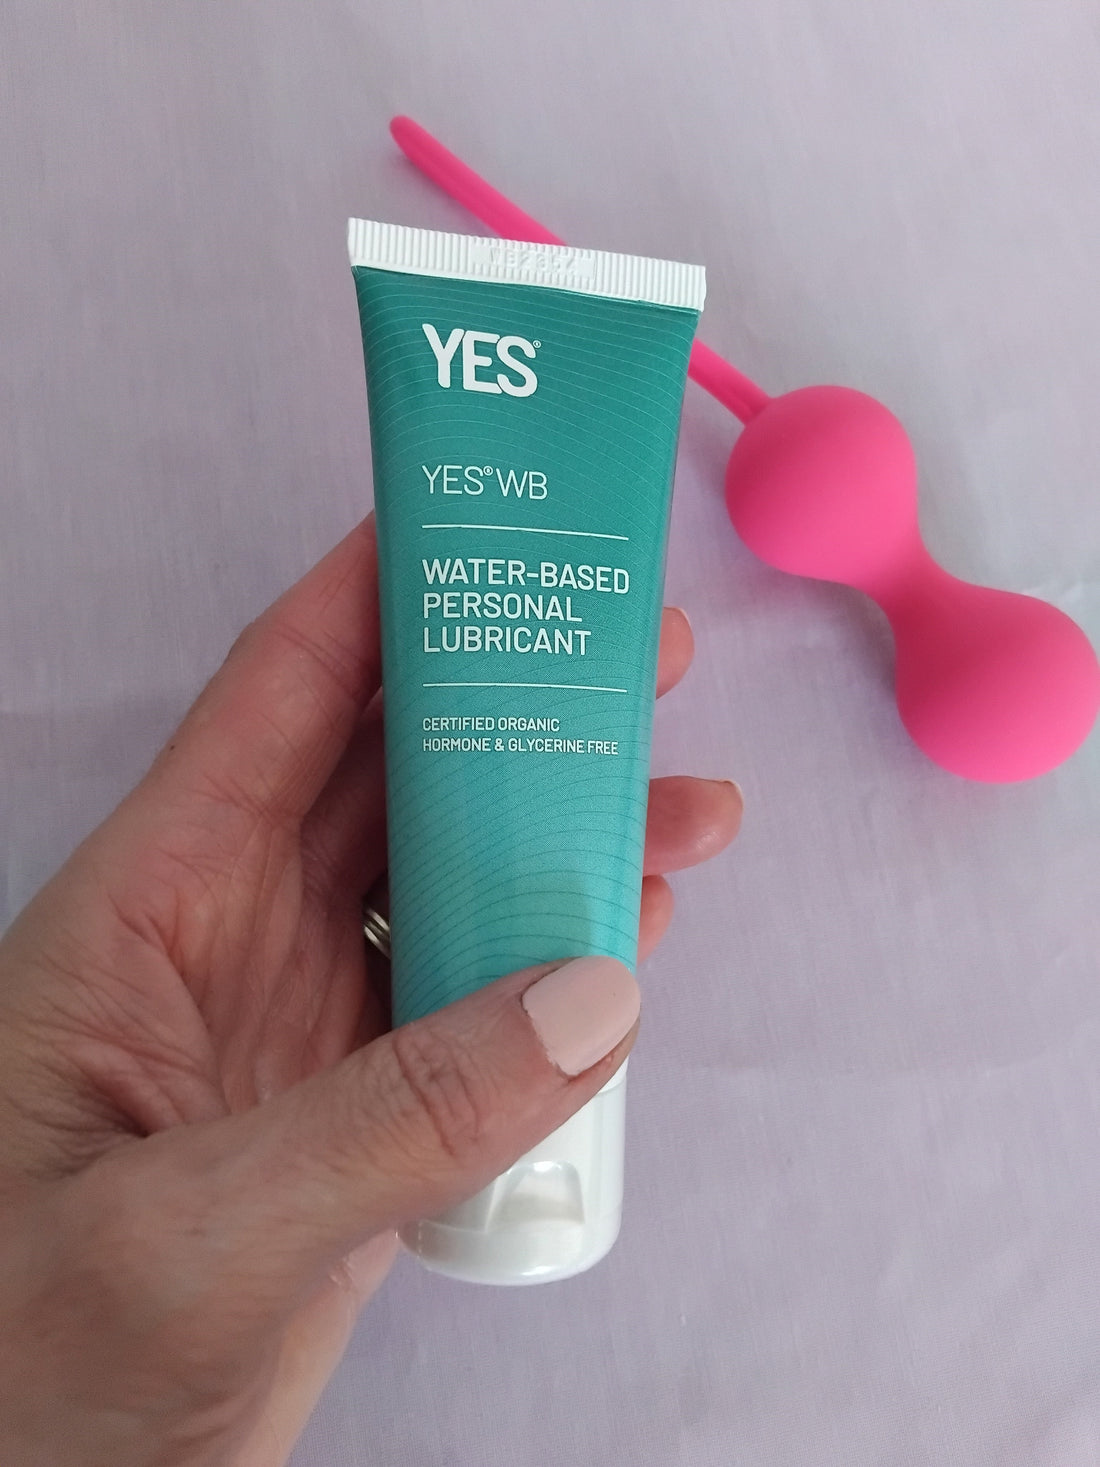 YES®
YES® WB
WATER-BASED
PERSONAL
LUBRICANT
CERTIFIED ORGANIC
HORMONE & GLYCERINE FREE